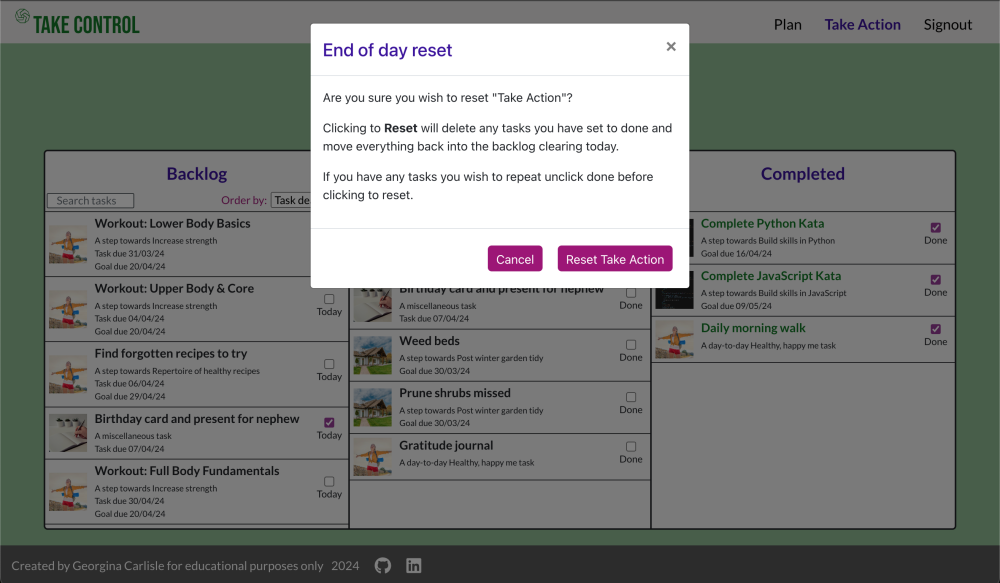 TAKE CONTROL
Plan
Take Action
Signout
End of day reset
×
Are you sure you wish to reset "Take Action"?
Clicking to Reset will delete any tasks you have set to done and
move everything back into the backlog clearing today.
If you have any tasks you wish to repeat unclick done before
clicking to reset.
Cancel
Reset Take Action
Backlog
Search tasks
Order by:
Task de
Workout: Lower Body Basics
A step towards Increase strength
Task due 31/03/24
Goal due 20/04/24
Workout: Upper Body & Core
A step towards Increase strength
Task due 04/04/24
Goal due 20/04/24
Today
Find forgotten recipes to try
A step towards Repertoire of healthy recipes
Task due 06/04/24
Goal due 29/04/24
Today
Birthday card and present for nephew
A miscellaneous task
Task due 07/04/24
Today
Workout: Full Body Fundamentals
A step towards Increase strength
Task due 30/04/24
Goal due 20/04/24
Today
Birthday card and present for nephew
A miscellaneous task
Task due 07/04/24
Done
Weed beds
A step towards Post winter garden tidy
Goal due 30/03/24
Done
Prune shrubs missed
A step towards Post winter garden tidy
Goal due 30/03/24
Done
Gratitude journal
A day-to-day Healthy, happy me task
Done
Completed
Complete Python Kata
A step towards Build skills in Python
Goal due 16/04/24
Done
Complete JavaScript Kata
A step towards Build skills in JavaScript
Goal due 09/05/24
Done
Daily morning walk
A day-to-day Healthy, happy me task
Done
Created by Georgina Carlisle for educational purposes only 2024